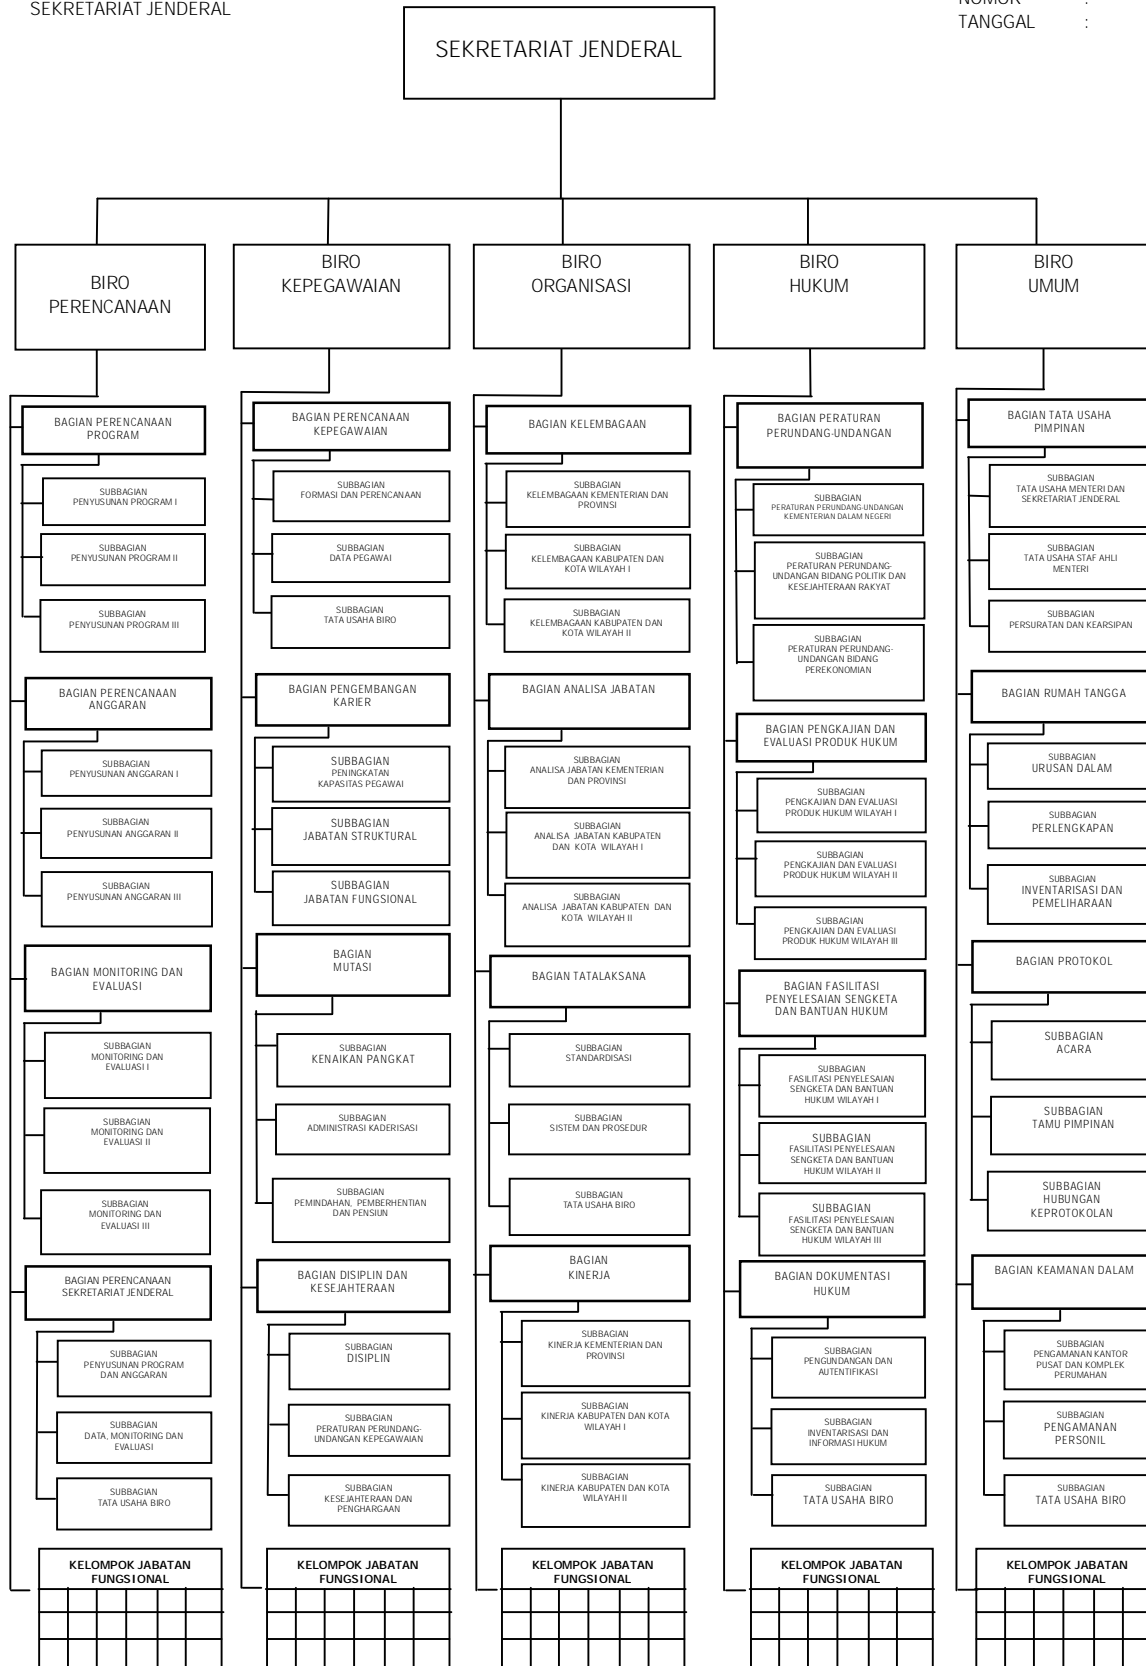 SEKRETARIAT JENDERAL
TANGGAL :
SEKRETARIAT JENDERAL
BIRO
PERENCANAAN
BAGIAN PERENCANAAN
PROGRAM
SUBBAGIAN
PENYUSUNAN PROGRAM I
SUBBAGIAN
PENYUSUNAN PROGRAM II
SUBBAGIAN
PENYUSUNAN PROGRAM III
BAGIAN PERENCANAAN
ANGGARAN
SUBBAGIAN
PENYUSUNAN ANGGARAN I
SUBBAGIAN
PENYUSUNAN ANGGARAN II
SUBBAGIAN
PENYUSUNAN ANGGARAN III
BAGIAN MONITORING DAN
EVALUASI
SUBBAGIAN
MONITORING DAN
EVALUASI I
SUBBAGIAN
MONITORING DAN
EVALUASI II
SUBBAGIAN
MONITORING DAN
EVALUASI III
BAGIAN PERENCANAAN
SEKRETARIAT JENDERAL
SUBBAGIAN
PENYUSUNAN PROGRAM
DAN ANGGARAN
SUBBAGIAN
DATA, MONITORING DAN
EVALUASI
SUBBAGIAN
TATA USAHA BIRO
KELOMPOK JABATAN
FUNGSIONAL
BIRO
KEPEGAWAIAN
BAGIAN PERENCANAAN
KEPEGAWAIAN
SUBBAGIAN
FORMASI DAN PERENCANAAN
SUBBAGIAN
DATA PEGAWAI
SUBBAGIAN
TATA USAHA BIRO
BAGIAN PENGEMBANGAN
KARIER
SUBBAGIAN
PENINGKATAN
KAPASITAS PEGAWAI
SUBBAGIAN
JABATAN STRUKTURAL
SUBBAGIAN
JABATAN FUNGSIONAL
BAGIAN
MUTASI
SUBBAGIAN
KENAIKAN PANGKAT
SUBBAGIAN
ADMINISTRASI KADERISASI
SUBBAGIAN
PEMINDAHAN, PEMBERHENTIAN
DAN PENSIUN
BAGIAN DISIPLIN DAN
KESEJAHTERAAN
SUBBAGIAN
DISIPLIN
SUBBAGIAN
PERATURAN PERUNDANG-
UNDANGAN KEPEGAWAIAN
SUBBAGIAN
KESEJAHTERAAN DAN
PENGHARGAAN
KELOMPOK JABATAN
FUNGSIONAL
BIRO
ORGANISASI
BAGIAN KELEMBAGAAN
SUBBAGIAN
KELEMBAGAAN KEMENTERIAN DAN
PROVINSI
SUBBAGIAN
KELEMBAGAAN KABUPATEN DAN
KOTA WILAYAH I
SUBBAGIAN
KELEMBAGAAN KABUPATEN DAN
KOTA WILAYAH II
BAGIAN ANALISA JABATAN
SUBBAGIAN
ANALISA JABATAN KEMENTERIAN
DAN PROVINSI
SUBBAGIAN
ANALISA JABATAN KABUPATEN
DAN KOTA WILAYAH I
SUBBAGIAN
ANALISA JABATAN KABUPATEN DAN
KOTA WILAYAH II
BAGIAN TATALAKSANA
SUBBAGIAN
STANDARDISASI
SUBBAGIAN
SISTEM DAN PROSEDUR
SUBBAGIAN
TATA USAHA BIRO
BAGIAN
KINERJA
SUBBAGIAN
KINERJA KEMENTERIAN DAN
PROVINSI
SUBBAGIAN
KINERJA KABUPATEN DAN KOTA
WILAYAH I
SUBBAGIAN
KINERJA KABUPATEN DAN KOTA
WILAYAH II
KELOMPOK JABATAN
FUNGSIONAL
BIRO
HUKUM
BAGIAN PERATURAN
PERUNDANG-UNDANGAN
SUBBAGIAN
PERATURAN PERUNDANG-UNDANGAN
KEMENTERIAN DALAM NEGERI
SUBBAGIAN
PERATURAN PERUNDANG-
UNDANGAN BIDANG POLITIK DAN
KESEJAHTERAAN RAKYAT
SUBBAGIAN
PERATURAN PERUNDANG-
UNDANGAN BIDANG
PEREKONOMIAN
BAGIAN PENGKAJIAN DAN
EVALUASI PRODUK HUKUM
SUBBAGIAN
PENGKAJIAN DAN EVALUASI
PRODUK HUKUM WILAYAH I
SUBBAGIAN
PENGKAJIAN DAN EVALUASI
PRODUK HUKUM WILAYAH II
SUBBAGIAN
PENGKAJIAN DAN EVALUASI
PRODUK HUKUM WILAYAH III
BAGIAN FASILITASI
PENYELESAIAN SENGKETA
DAN BANTUAN HUKUM
SUBBAGIAN
FASILITASI PENYELESAIAN
SENGKETA DAN BANTUAN
HUKUM WILAYAH I
SUBBAGIAN
FASILITASI PENYELESAIAN
SENGKETA DAN BANTUAN
HUKUM WILAYAH II
SUBBAGIAN
FASILITASI PENYELESAIAN
SENGKETA DAN BANTUAN
HUKUM WILAYAH III
BAGIAN DOKUMENTASI
HUKUM
SUBBAGIAN
PENGUNDANGAN DAN
AUTENTIFIKASI
SUBBAGIAN
INVENTARISASI DAN
INFORMASI HUKUM
SUBBAGIAN
TATA USAHA BIRO
KELOMPOK JABATAN
FUNGSIONAL
BIRO
UMUM
BAGIAN TATA USAHA
PIMPINAN
SUBBAGIAN
TATA USAHA MENTERI DAN
SEKRETARIAT JENDERAL
SUBBAGIAN
TATA USAHA STAF AHLI
MENTERI
SUBBAGIAN
PERSURATAN DAN KEARSIPAN
BAGIAN RUMAH TANGGA
SUBBAGIAN
URUSAN DALAM
SUBBAGIAN
PERLENGKAPAN
SUBBAGIAN
INVENTARISASI DAN
PEMELIHARAAN
BAGIAN PROTOKOL
SUBBAGIAN
ACARA
SUBBAGIAN
TAMU PIMPINAN
SUBBAGIAN
HUBUNGAN
KEPROTOKOLAN
BAGIAN KEAMANAN DALAM
SUBBAGIAN
PENGAMANAN KANTOR
PUSAT DAN KOMPLEK
PERUMAHAN
SUBBAGIAN
PENGAMANAN
PERSONIL
SUBBAGIAN
TATA USAHA BIRO
KELOMPOK JABATAN
FUNGSIONAL